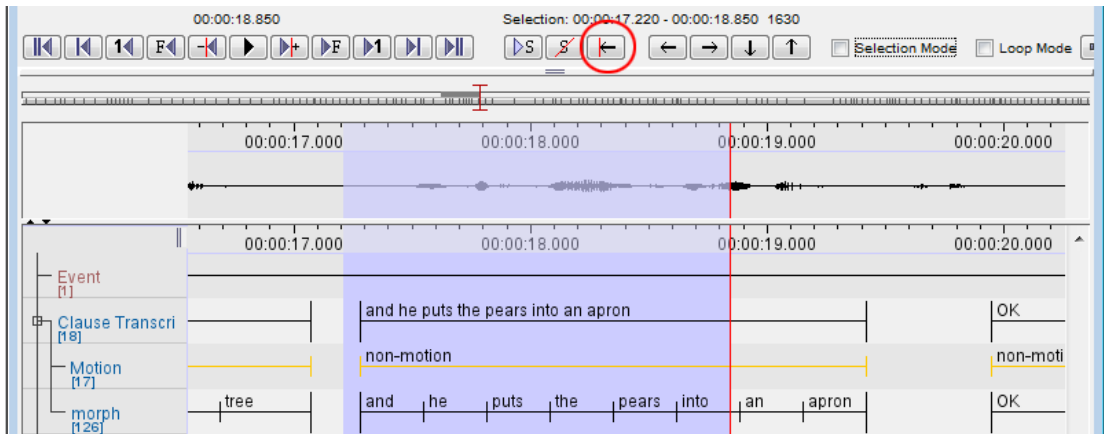 00:00:18.850 Selection: 00:00:17.220 - 00:00:18.850 1630
1 F + F 1 S S Selection Mode Loop Mode
00:00:17.000 00:00:18.000 00:00:19.000 00:00:20.000
00:00:17.000 00:00:18.000 00:00:19.000 00:00:20.000
Event
[1]
and he puts the pears into an apron OK
Clause Transcri
[18]
non-motion non-moti
Motion
[17]
tree and he puts the pears into an apron OK
morph
[126]